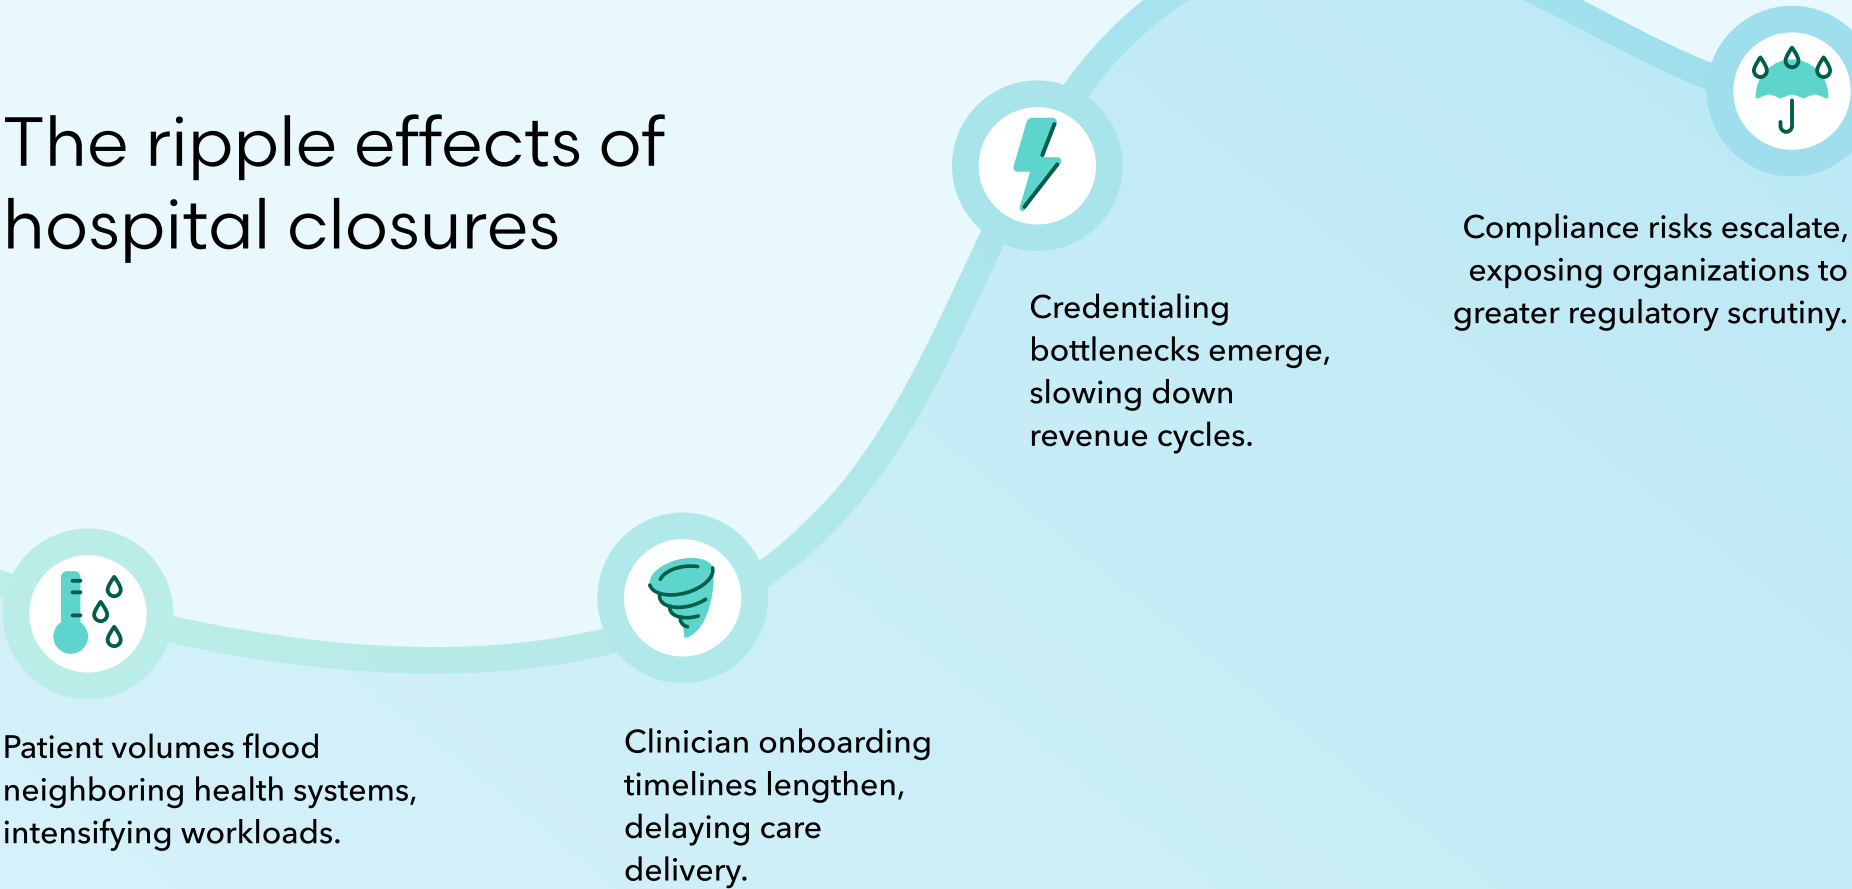 The ripple effects of
hospital closures
Patient volumes flood
neighboring health systems,
intensifying workloads.
Clinician onboarding
timelines lengthen,
delaying care
delivery.
Credentialing
bottlenecks emerge,
slowing down
revenue cycles.
Compliance risks escalate,
exposing organizations to
greater regulatory scrutiny.